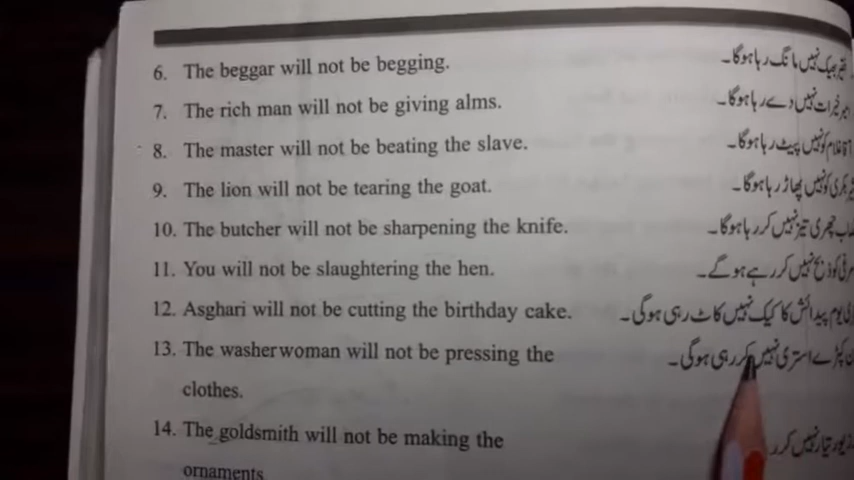 6. The beggar will not be begging. فقیر بھیک نہیں مانگ رہا ہوگا۔
7. The rich man will not be giving alms. امیر خیرات نہیں دے رہا ہوگا۔
8. The master will not be beating the slave. آقا غلام کو نہیں پیٹ رہا ہوگا۔
9. The lion will not be tearing the goat. بکری کو نہیں پھاڑ رہا ہوگا۔
10. The butcher will not be sharpening the knife. چھری تیز نہیں کر رہا ہوگا۔
11. You will not be slaughtering the hen. مرغی کو ذبح نہیں کر رہے ہو گے۔
12. Asghari will not be cutting the birthday cake. یوم پیدائش کا کیک نہیں کاٹ رہی ہوگی۔
13. The washerwoman will not be pressing the کپڑے استری نہیں کر رہی ہوگی۔
clothes.
14. The goldsmith will not be making the زیور تیار نہیں کر
ornaments